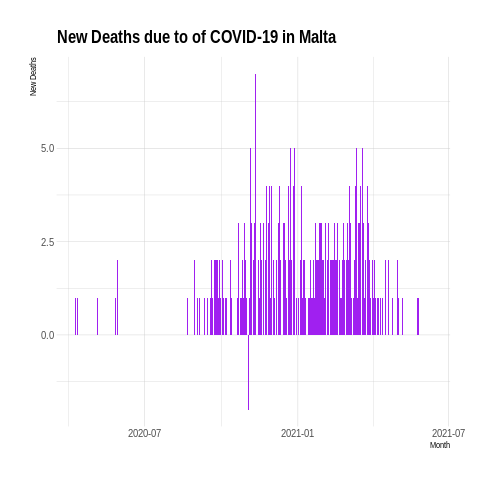 New Deaths due to of COVID-19 in Malta
New Deaths
5.0
2.5
0.0
2020-07
2021-01
2021-07
Month